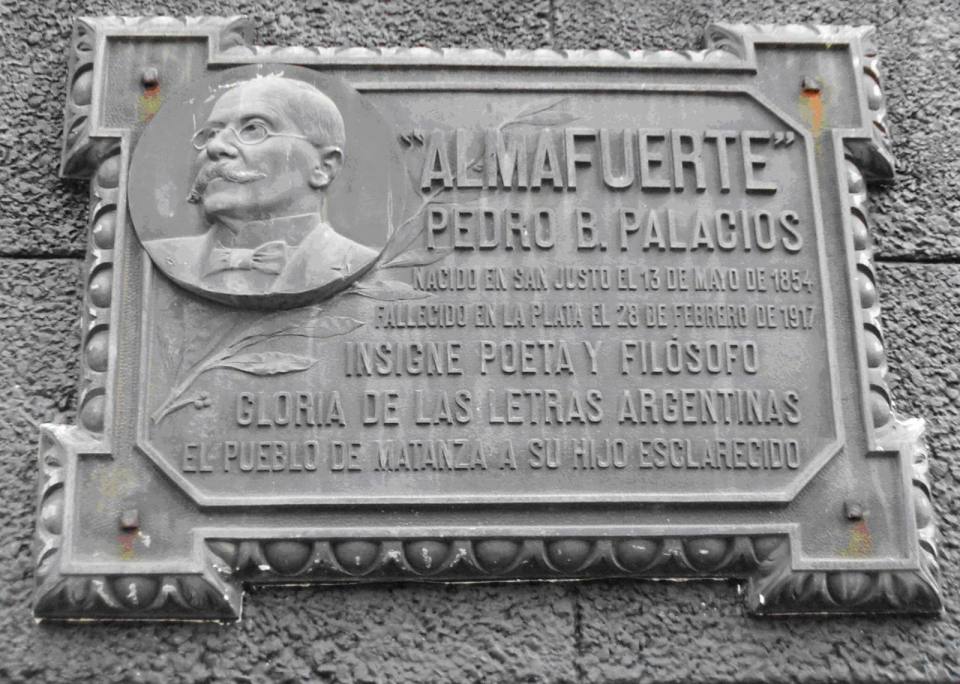 "ALMAFUERTE"
PEDRO B. PALACIOS
NACIDO EN SAN JUSTO EL 13 DE MAYO DE 1854
FALLECIDO EN LA PLATA EL 28 DE FEBRERO DE 1917
INSIGNE POETA Y FILÓSOFO
GLORIA DE LAS LETRAS ARGENTINAS
EL PUEBLO DE MATANZA A SU HIJO ESCLARECIDO